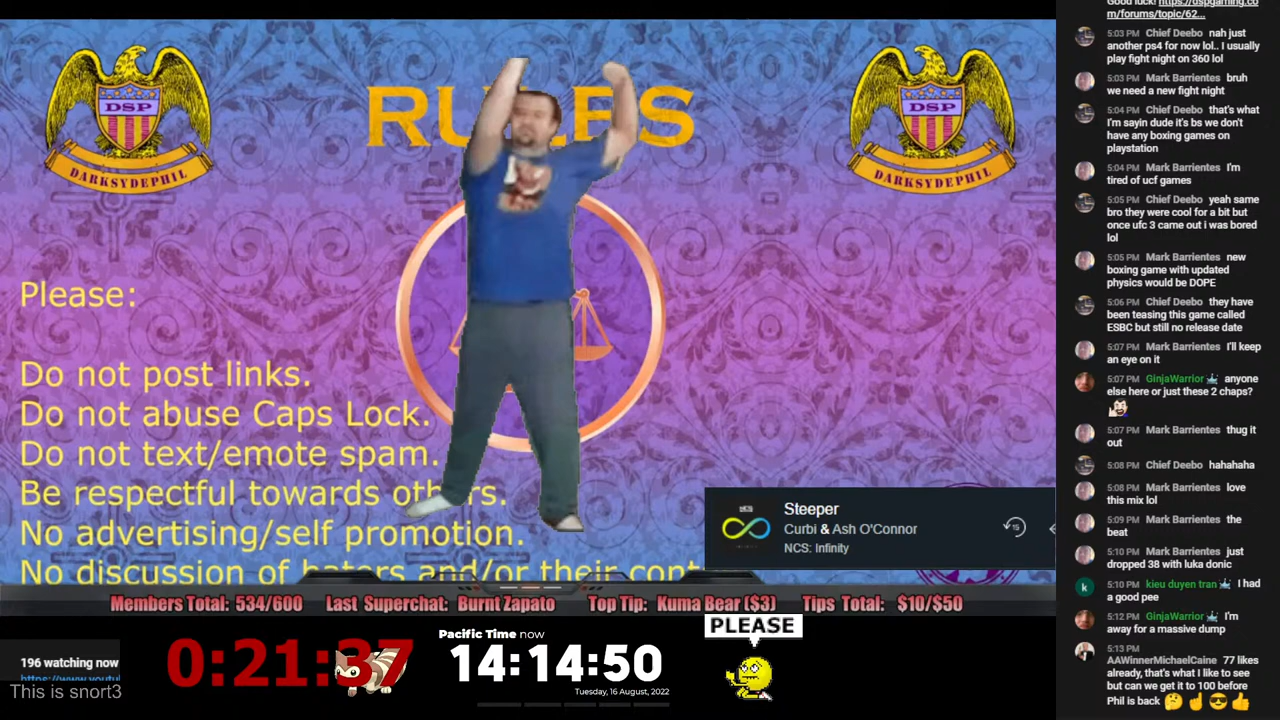 RULES
DSP
DARKSYDEPHIL
DSP
DARKSYDEPHIL
Please:
Do not post links.
Do not abuse Caps Lock.
Do not text/emote spam.
Be respectful towards others.
No advertising/self promotion.
No discussion of haters and/or their cont
Steeper
Curbi & Ash O'Connor
NCS: Infinity
15
Members Total: 534/600
Last Superchat: Burnt Zapato
Top Tip: Kuma Bear ($3)
Tips Total: $10/$50
196 watching now
https://www.youtu
This is snort3
0:21:37
Pacific Time now
14:14:50
Tuesday, 16 August, 2022
PLEASE
Good luck! https://dspgaming.co
m/forums/topic/62...
5:03 PM Chief Deebo nah just
another ps4 for now lol.. I usually
play fight night on 360 lol
5:03 PM Mark Barrientes bruh
we need a new fight night
5:04 PM Chief Deebo that's what
I'm sayin dude it's bs we don't
have any boxing games on
playstation
5:04 PM Mark Barrientes I'm
tired of ucf games
5:05 PM Chief Deebo yeah same
bro they were cool for a bit but
once ufc 3 came out i was bored
lol
5:05 PM Mark Barrientes new
boxing game with updated
physics would be DOPE
5:06 PM Chief Deebo they have
been teasing this game called
ESBC but still no release date
5:07 PM Mark Barrientes I'll keep
an eye on it
5:07 PM GinjaWarrior anyone
else here or just these 2 chaps?
5:07 PM Mark Barrientes thug it
out
5:08 PM Chief Deebo hahahaha
5:08 PM Mark Barrientes love
this mix lol
5:09 PM Mark Barrientes the
beat
5:10 PM Mark Barrientes just
dropped 38 with luka donic
k
5:10 PM kieu duyen tran I had
a good pee
5:12 PM GinjaWarrior I'm
away for a massive dump
5:13 PM
AAWinnerMichaelCaine 77 likes
already, that's what I like to see
but can we get it to 100 before
Phil is back 🤔☝😎👍